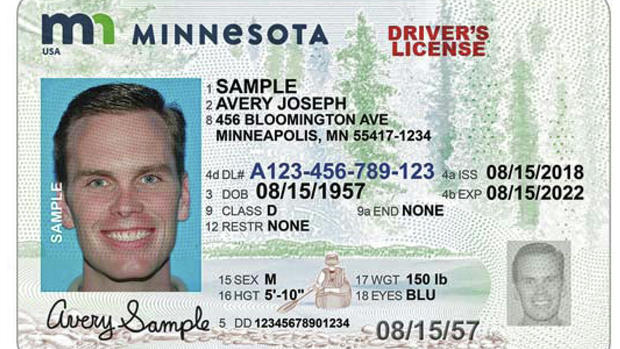 mn MINNESOTA
USA
DRIVER'S
LICENSE
SAMPLE
1 SAMPLE
2 AVERY JOSEPH
8 456 BLOOMINGTON AVE
MINNEAPOLIS, MN 55417-1234
4d DL# A123-456-789-123 4a ISS 08/15/2018
3 DOB 08/15/1957 4b EXP 08/15/2022
9 CLASS D 9a END NONE
12 RESTR NONE
15 SEX M 17 WGT 150 lb
16 HGT 5'-10" 18 EYES BLU
Avery Sample
5 DD 12345678901234
08/15/57